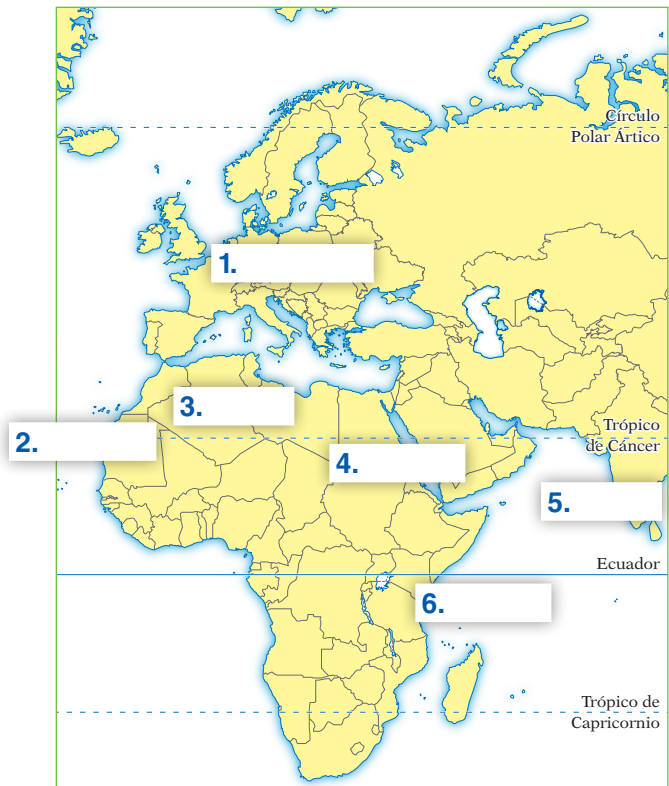 Círculo
Polar Ártico
1.
3.
2.
Trópico
de Cáncer
4.
5.
Ecuador
6.
Trópico de
Capricornio